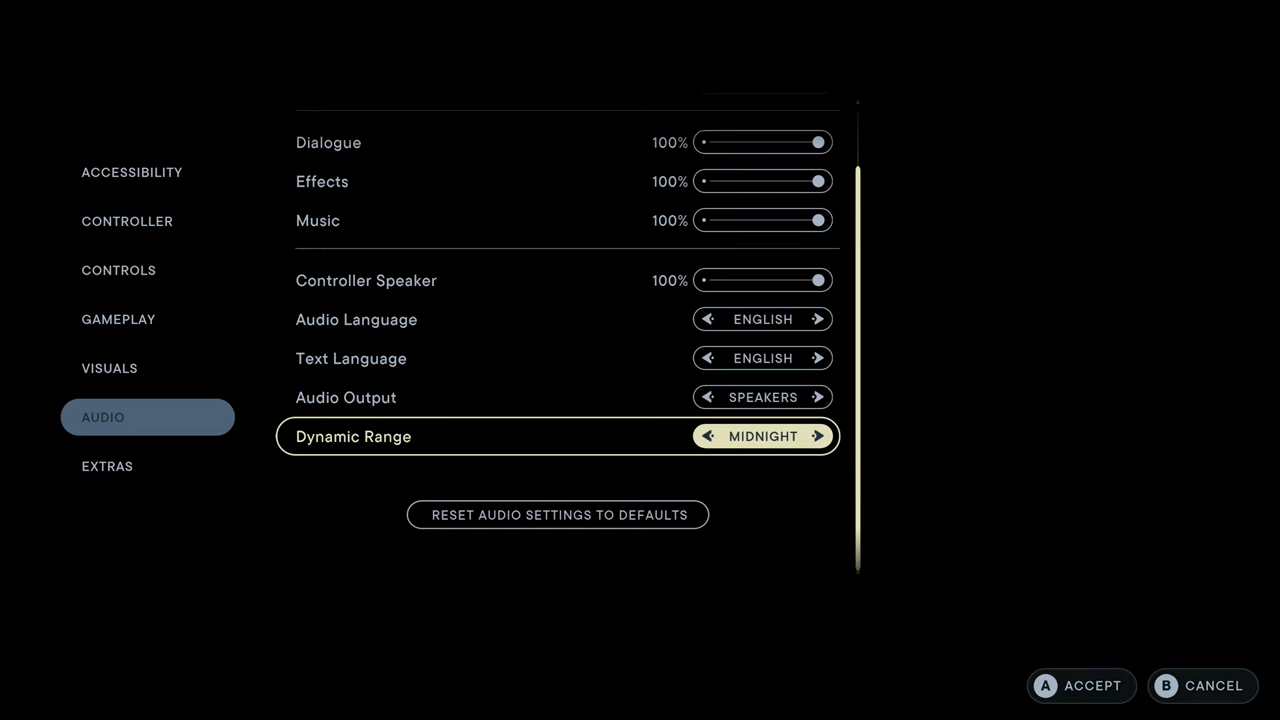 ACCESSIBILITY
CONTROLLER
CONTROLS
GAMEPLAY
VISUALS
AUDIO
EXTRAS
Dialogue 100%
Effects 100%
Music 100%
Controller Speaker 100%
Audio Language ENGLISH
Text Language ENGLISH
Audio Output SPEAKERS
Dynamic Range MIDNIGHT
RESET AUDIO SETTINGS TO DEFAULTS
A ACCEPT B CANCEL